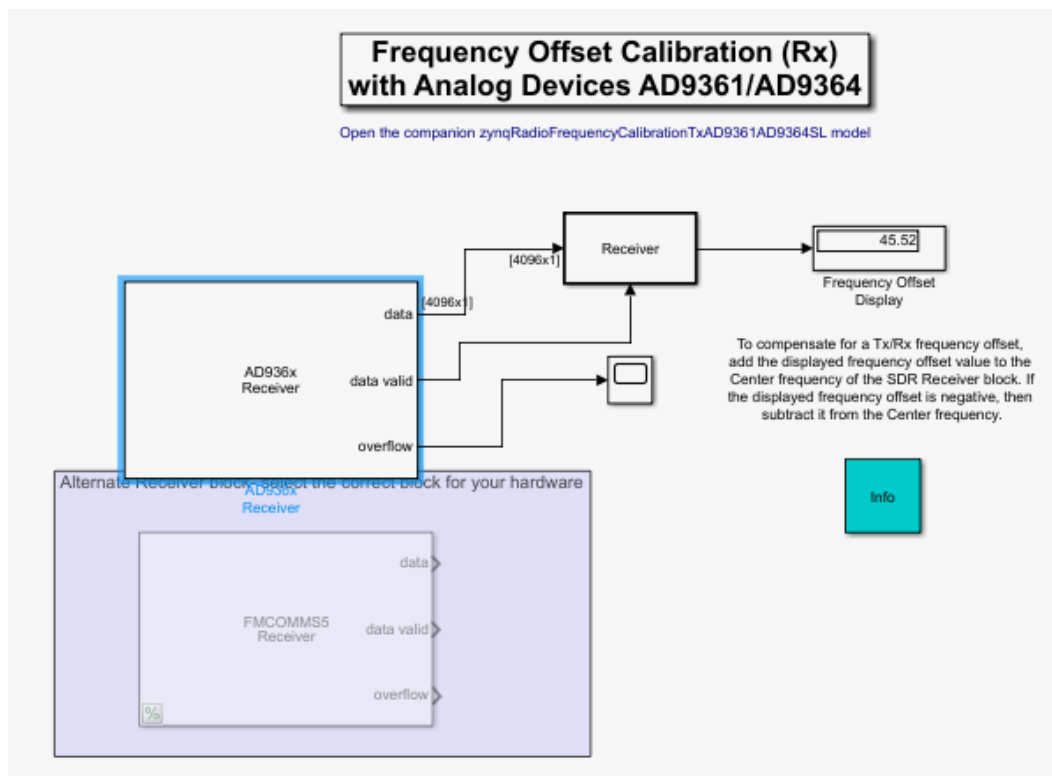 Frequency Offset Calibration (Rx)
with Analog Devices AD9361/AD9364
Open the companion zynqRadioFrequencyCalibrationTxAD9361AD9364SL model
[4096x1]
Receiver
45.52
Frequency Offset
Display
[4096x1]
data
AD936x
Receiver
data valid
overflow
To compensate for a Tx/Rx frequency offset,
add the displayed frequency offset value to the
Center frequency of the SDR Receiver block. If
the displayed frequency offset is negative, then
subtract it from the Center frequency.
Info
Alternate Receiver block- select the correct block for your hardware
AD936x
Receiver
data
FMCOMMS5
Receiver
data valid
overflow
%